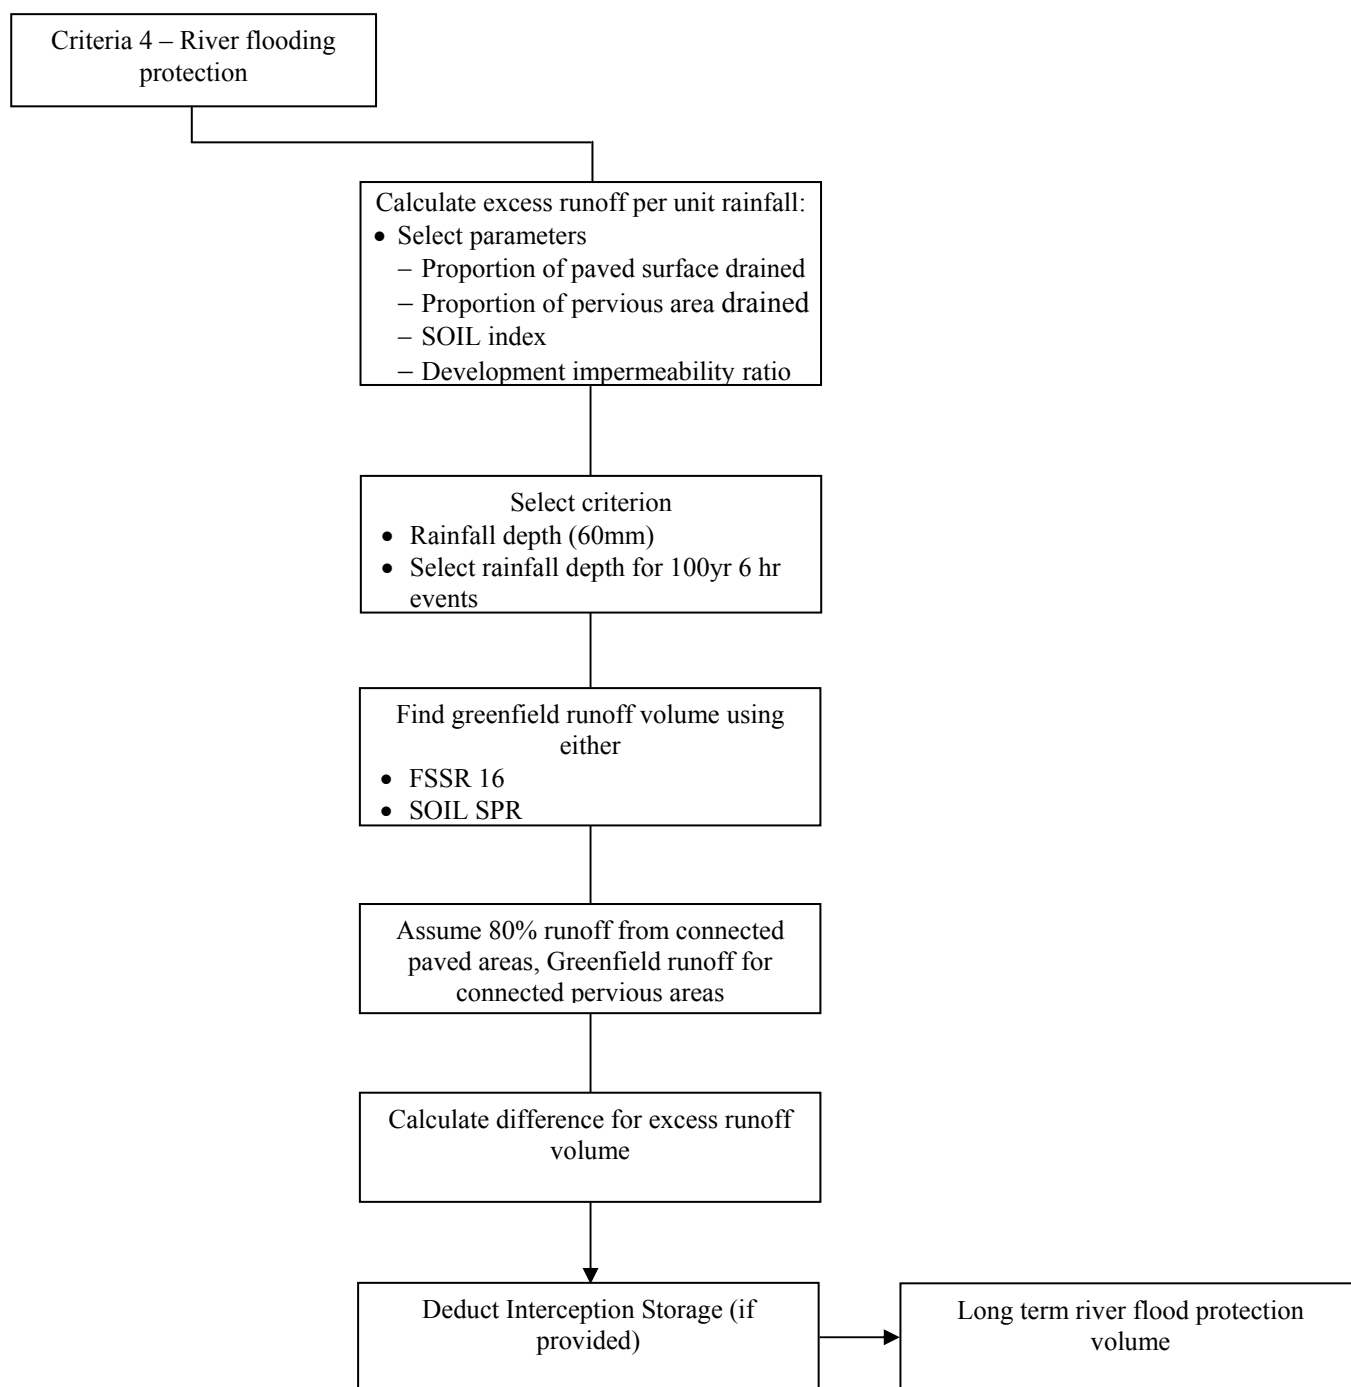 Criteria 4 – River flooding
protection
Calculate excess runoff per unit rainfall:
• Select parameters
– Proportion of paved surface drained
– Proportion of pervious area drained
– SOIL index
– Development impermeability ratio
Select criterion
• Rainfall depth (60mm)
• Select rainfall depth for 100yr 6 hr
events
Find greenfield runoff volume using
either
• FSSR 16
• SOIL SPR
Assume 80% runoff from connected
paved areas, Greenfield runoff for
connected pervious areas
Calculate difference for excess runoff
volume
Deduct Interception Storage (if
provided)
Long term river flood protection
volume